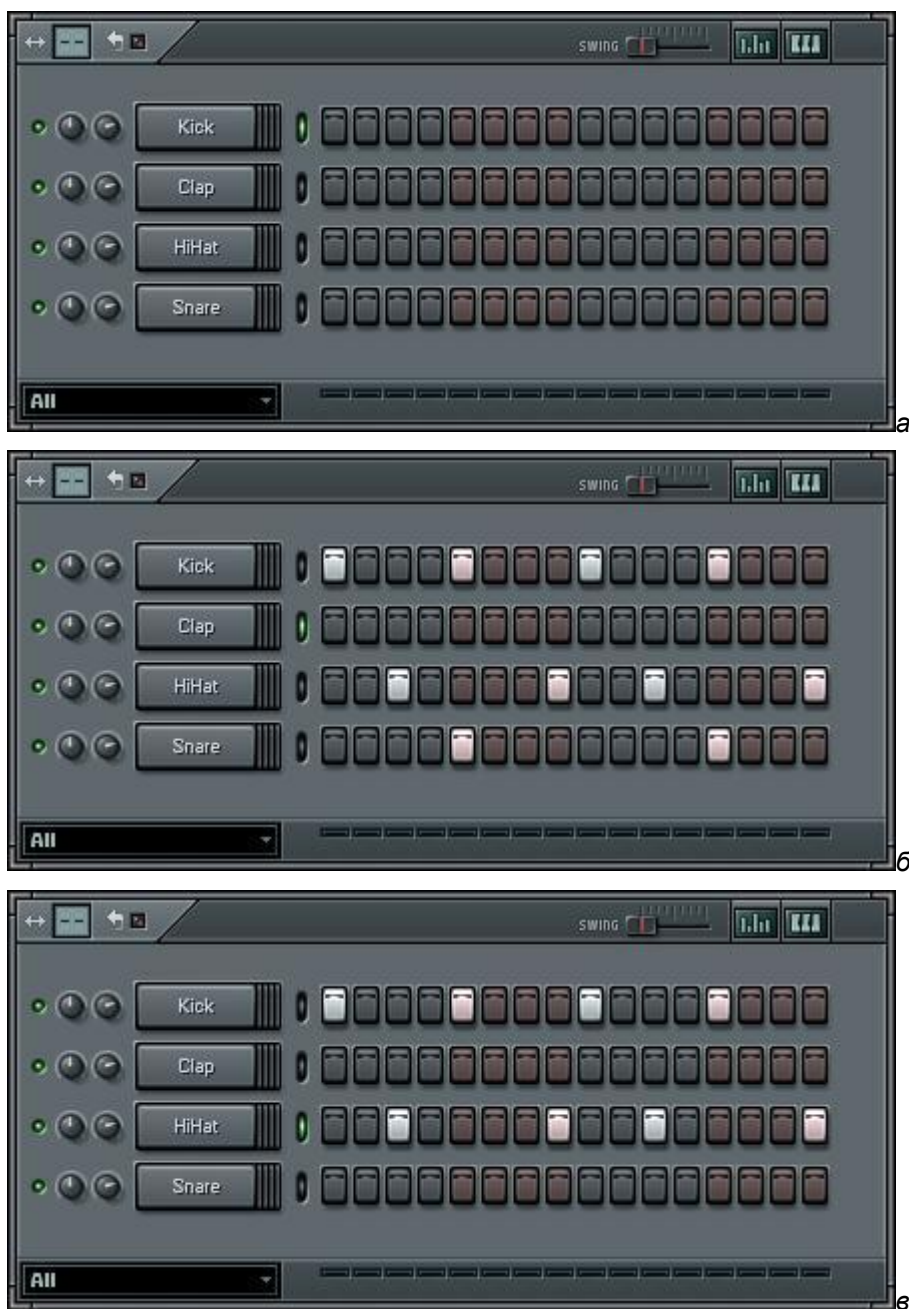 SWING
Kick
Clap
HiHat
Snare
All
а
SWING
Kick
Clap
HiHat
Snare
All
б
SWING
Kick
Clap
HiHat
Snare
All
в